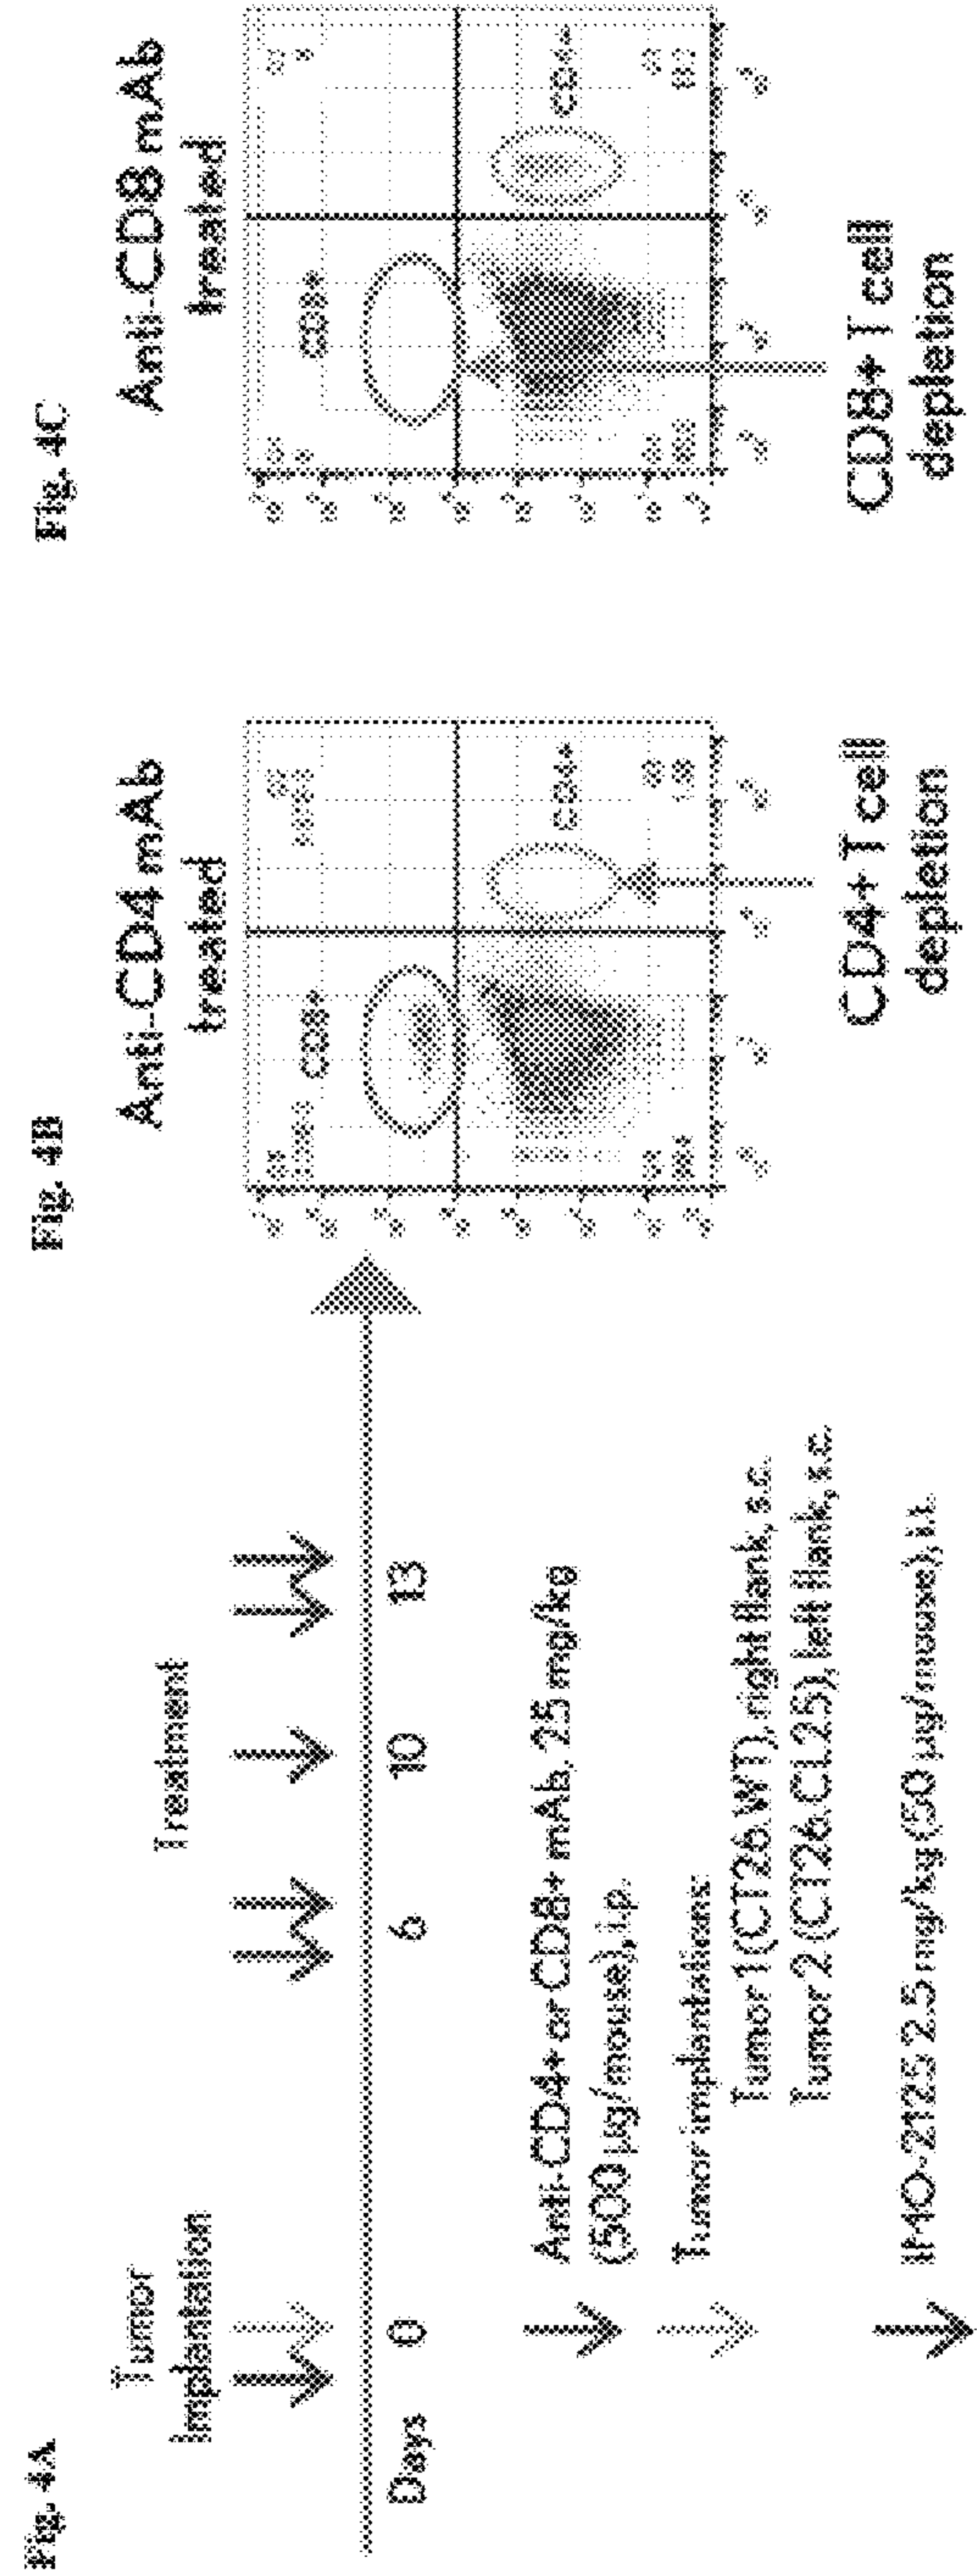 Fig. 4A
Tumor
Implantation
Treatment
Days 0 6 10 13
Anti-CD4+ or CD8+ mAb, 25 mg/kg
(500 µg/mouse), i.p.
Tumor implantations:
Tumor 1 (CT26.WT), right flank, s.c.
Tumor 2 (CT26.CL25), left flank, s.c.
IMO-2125 2.5 mg/kg (50 µg/mouse), i.t.
Fig. 4B
Anti-CD4 mAb
treated
CD8+
CD4+
CD4+ T cell
depletion
Fig. 4C
Anti-CD8 mAb
treated
CD8+
CD4+
CD8+ T cell
depletion